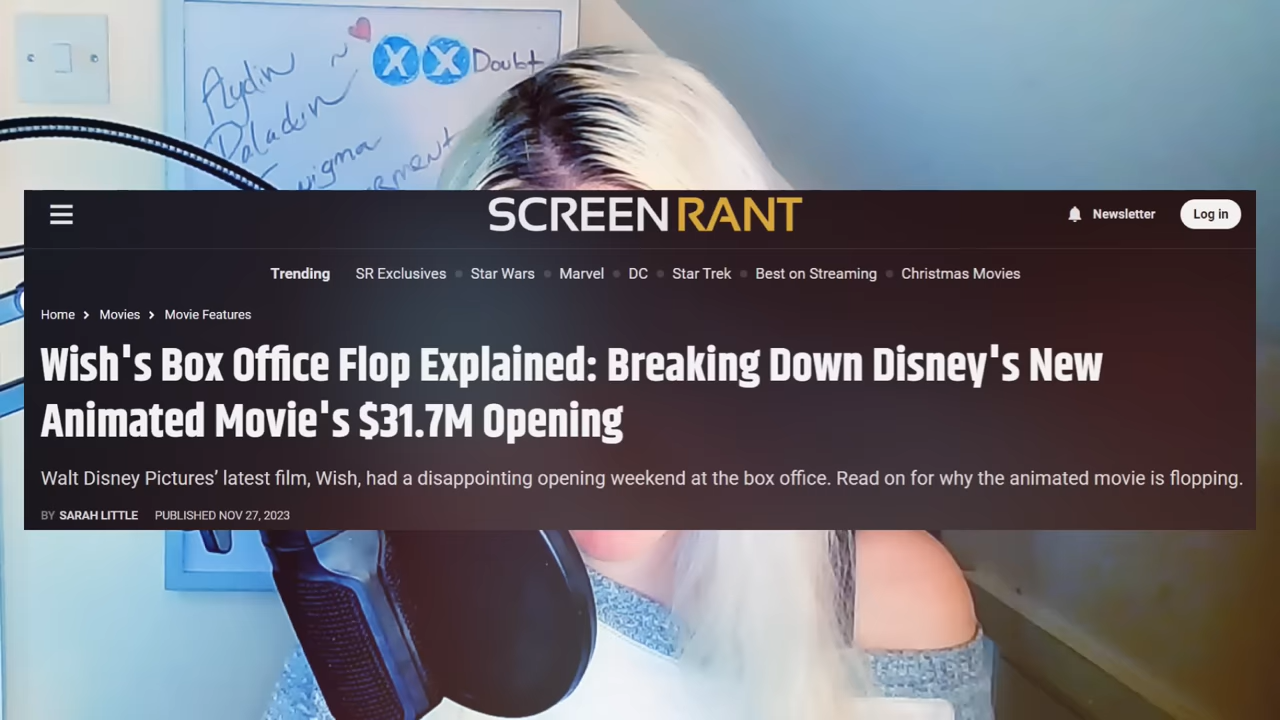 XX Doubt
Aydin
Paladin
SCREENRANT
Newsletter
Log in
Trending SR Exclusives Star Wars Marvel DC Star Trek Best on Streaming Christmas Movies
Home > Movies > Movie Features
Wish's Box Office Flop Explained: Breaking Down Disney's New
Animated Movie's $31.7M Opening
Walt Disney Pictures’ latest film, Wish, had a disappointing opening weekend at the box office. Read on for why the animated movie is flopping.
BY SARAH LITTLE PUBLISHED NOV 27, 2023